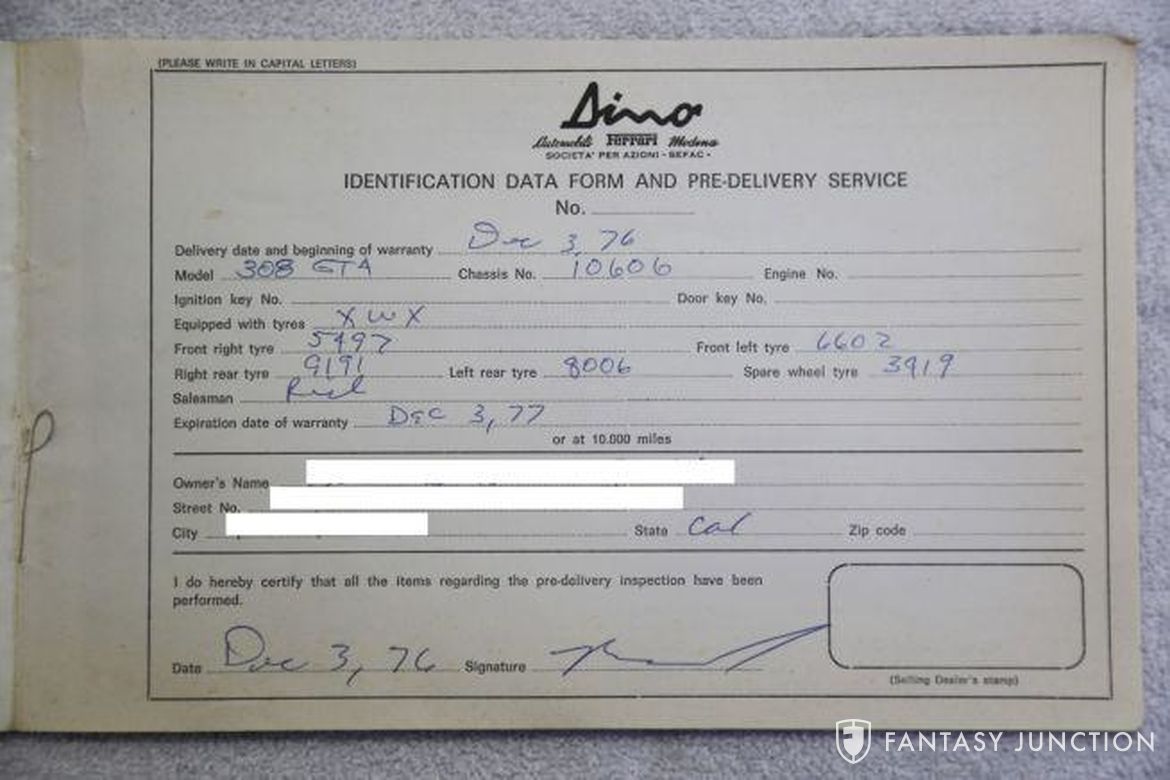 (PLEASE WRITE IN CAPITAL LETTERS)
Dino
Automobili Ferrari Modena
SOCIETA' PER AZIONI - SEFAC -
IDENTIFICATION DATA FORM AND PRE-DELIVERY SERVICE
No.
Delivery date and beginning of warranty Dec 3, 76
Model 308 GT4 Chassis No. 10606 Engine No.
Ignition key No. Door key No.
Equipped with tyres XWX
Front right tyre 5497 Front left tyre 6602
Right rear tyre 9191 Left rear tyre 8006 Spare wheel tyre 3919
Salesman
Expiration date of warranty DEC 3, 77
or at 10.000 miles
Owner's Name
Street No.
City State Cal Zip code
I do hereby certify that all the items regarding the pre-delivery inspection have been
performed.
Date Dec 3, 76 Signature
(Selling Dealer's stamp)
FANTASY JUNCTION